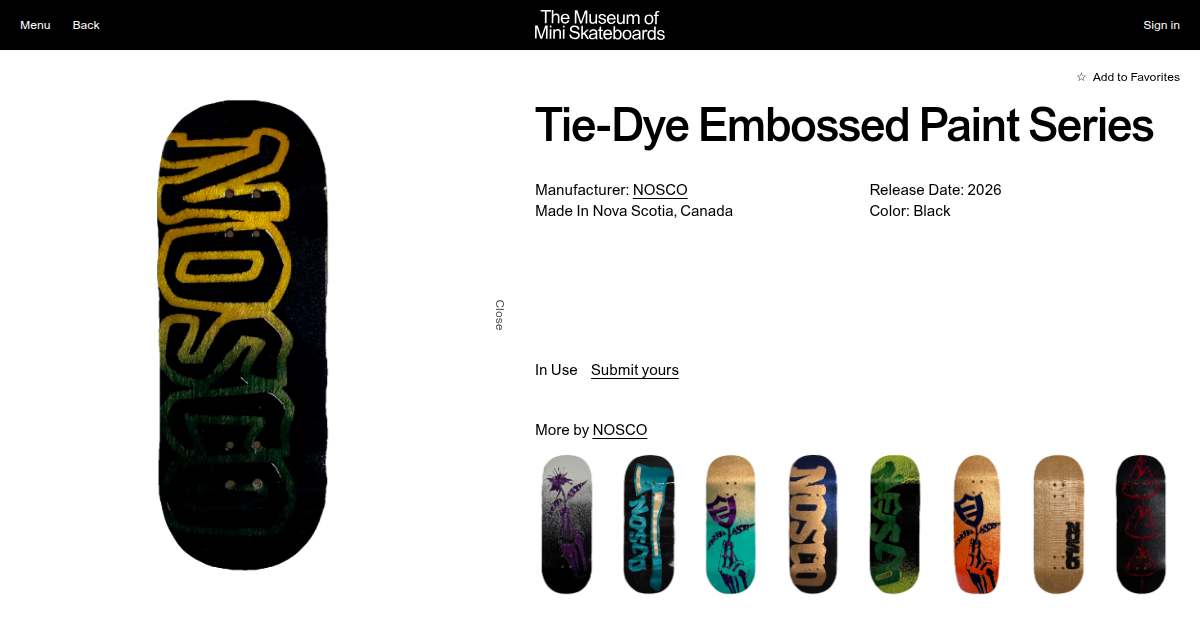 Menu
Back
The Museum of
Mini Skateboards
Sign in
☆ Add to Favorites
NOSCO
Close
Tie-Dye Embossed Paint Series
Manufacturer: NOSCO
Made In Nova Scotia, Canada
Release Date: 2026
Color: Black
In Use
Submit yours
More by NOSCO
NOSCO
NOSCO